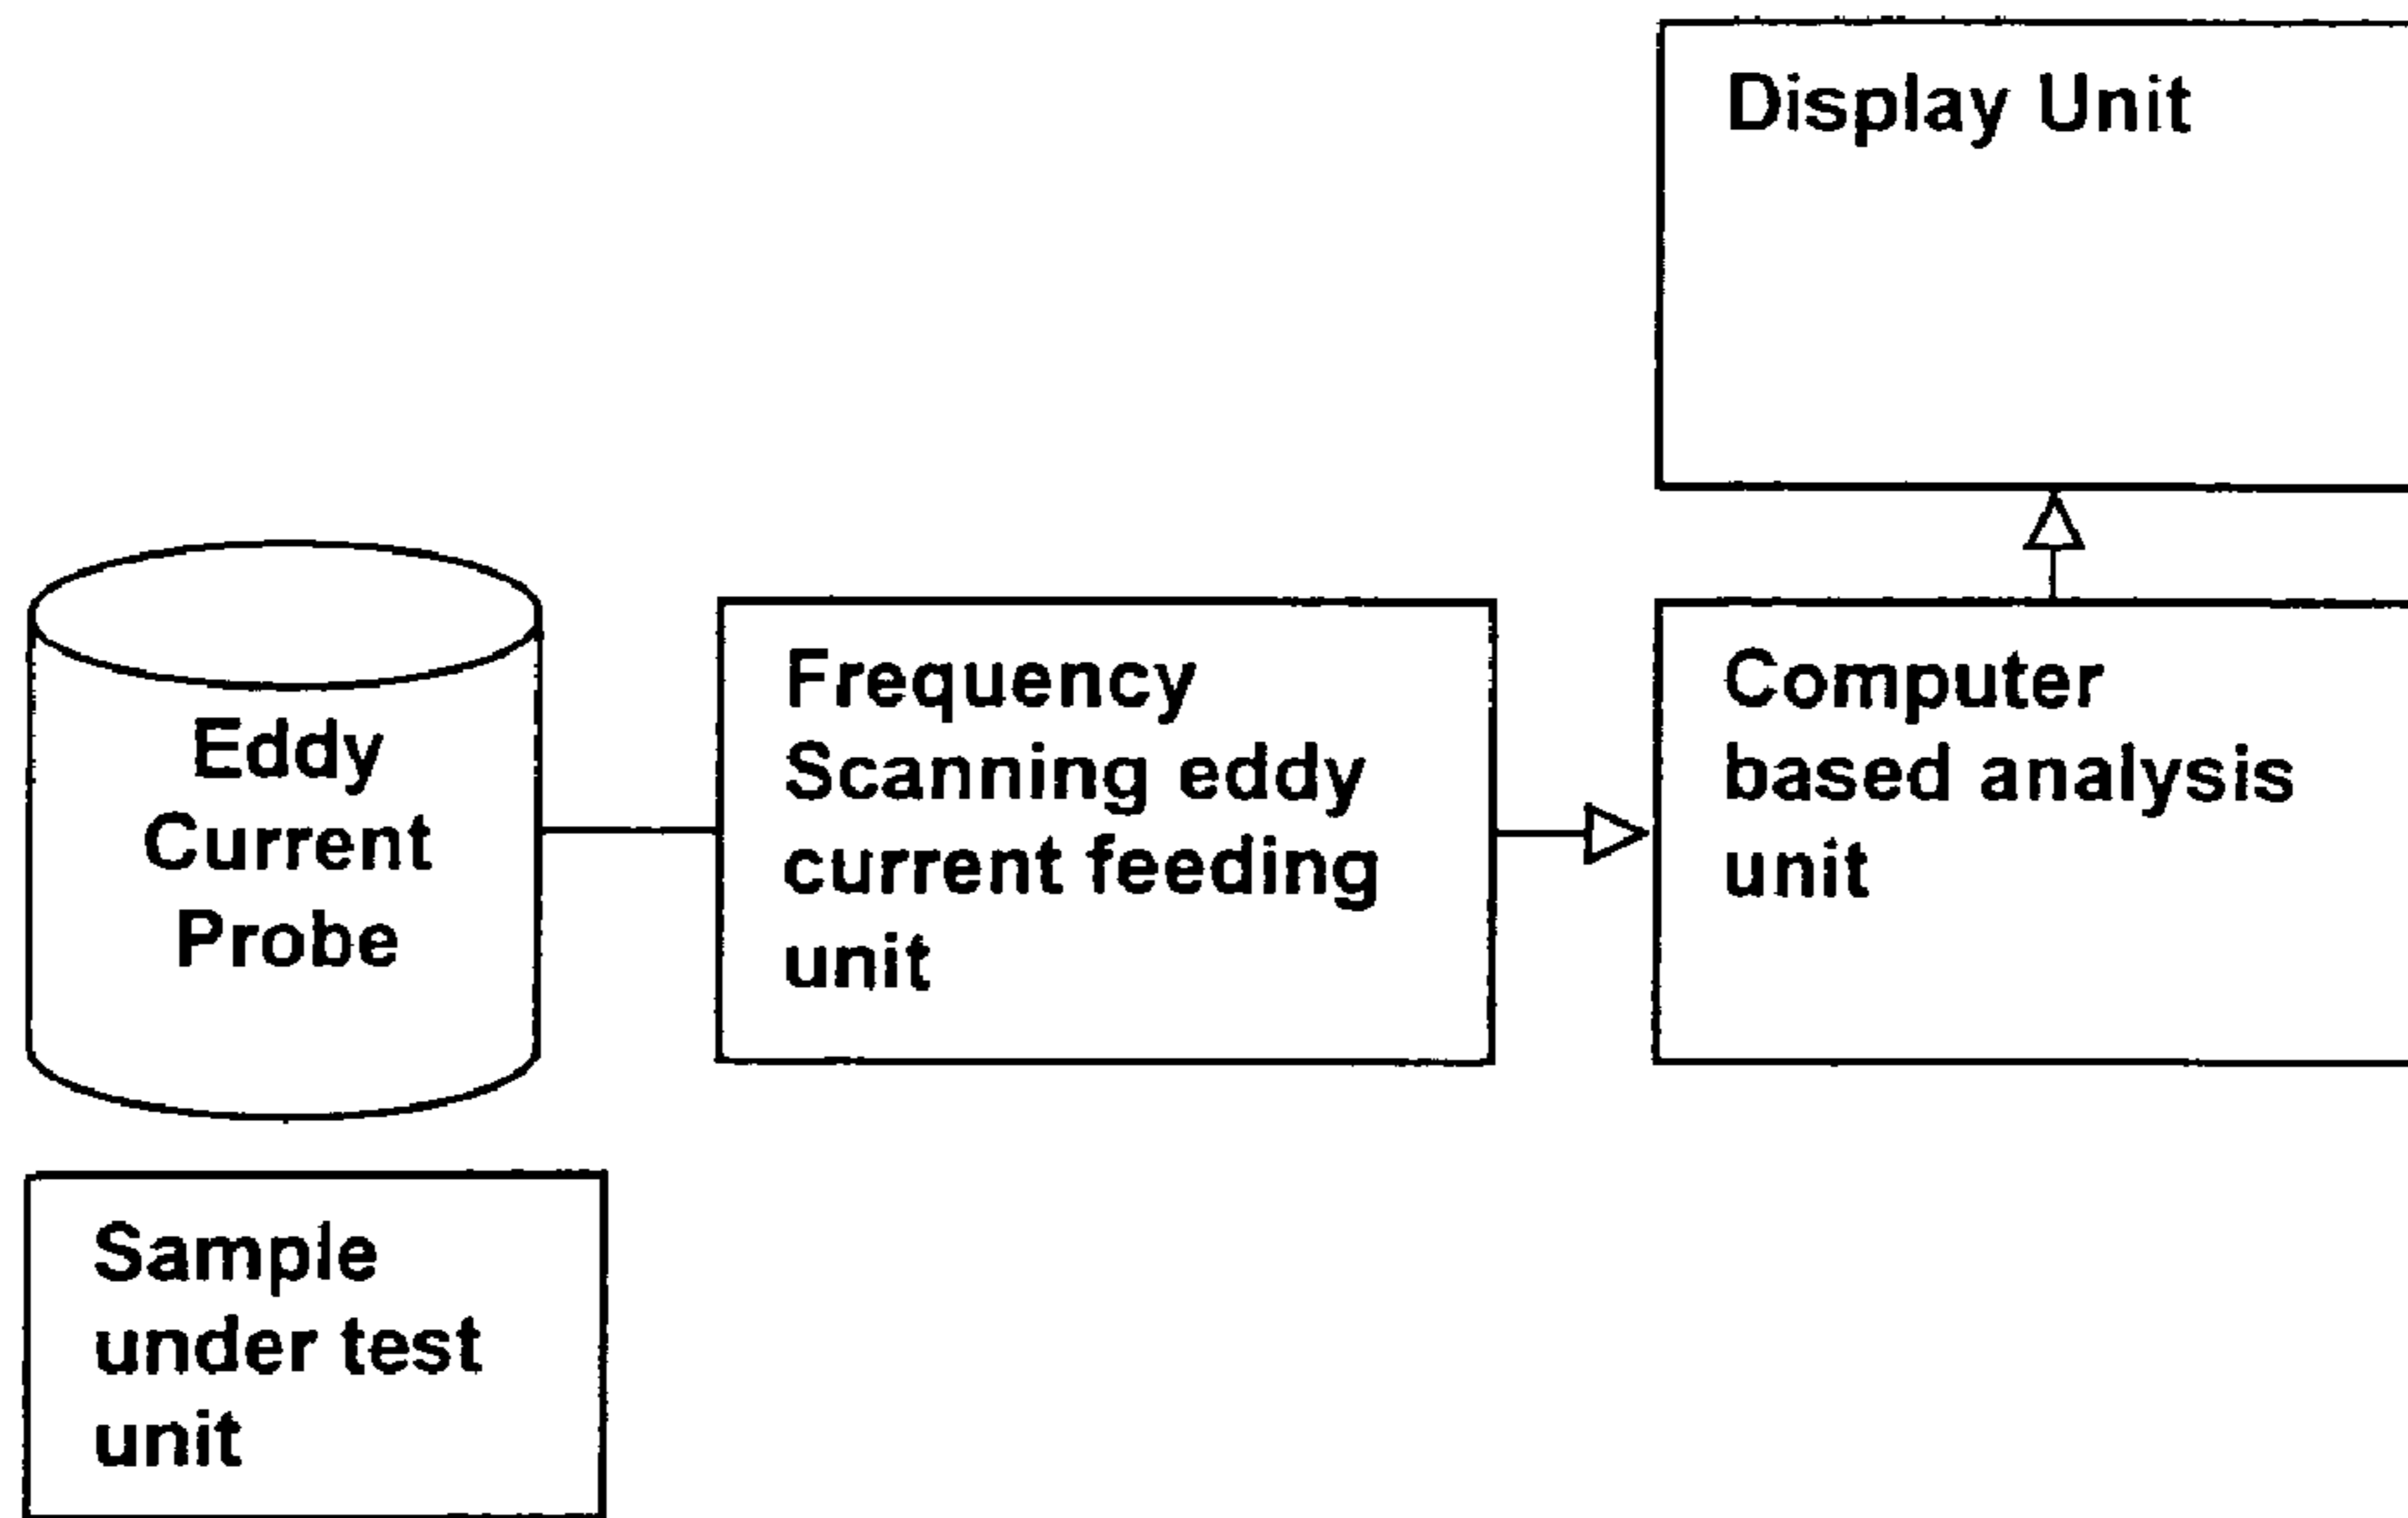 Display Unit
Eddy
Current
Probe
Frequency
Scanning eddy
current feeding
unit
Computer
based analysis
unit
Sample
under test
unit